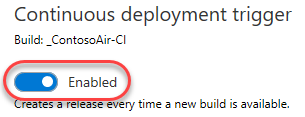 Continuous deployment trigger
Build: _ContosoAir-CI
Enabled
Creates a release every time a new build is available.